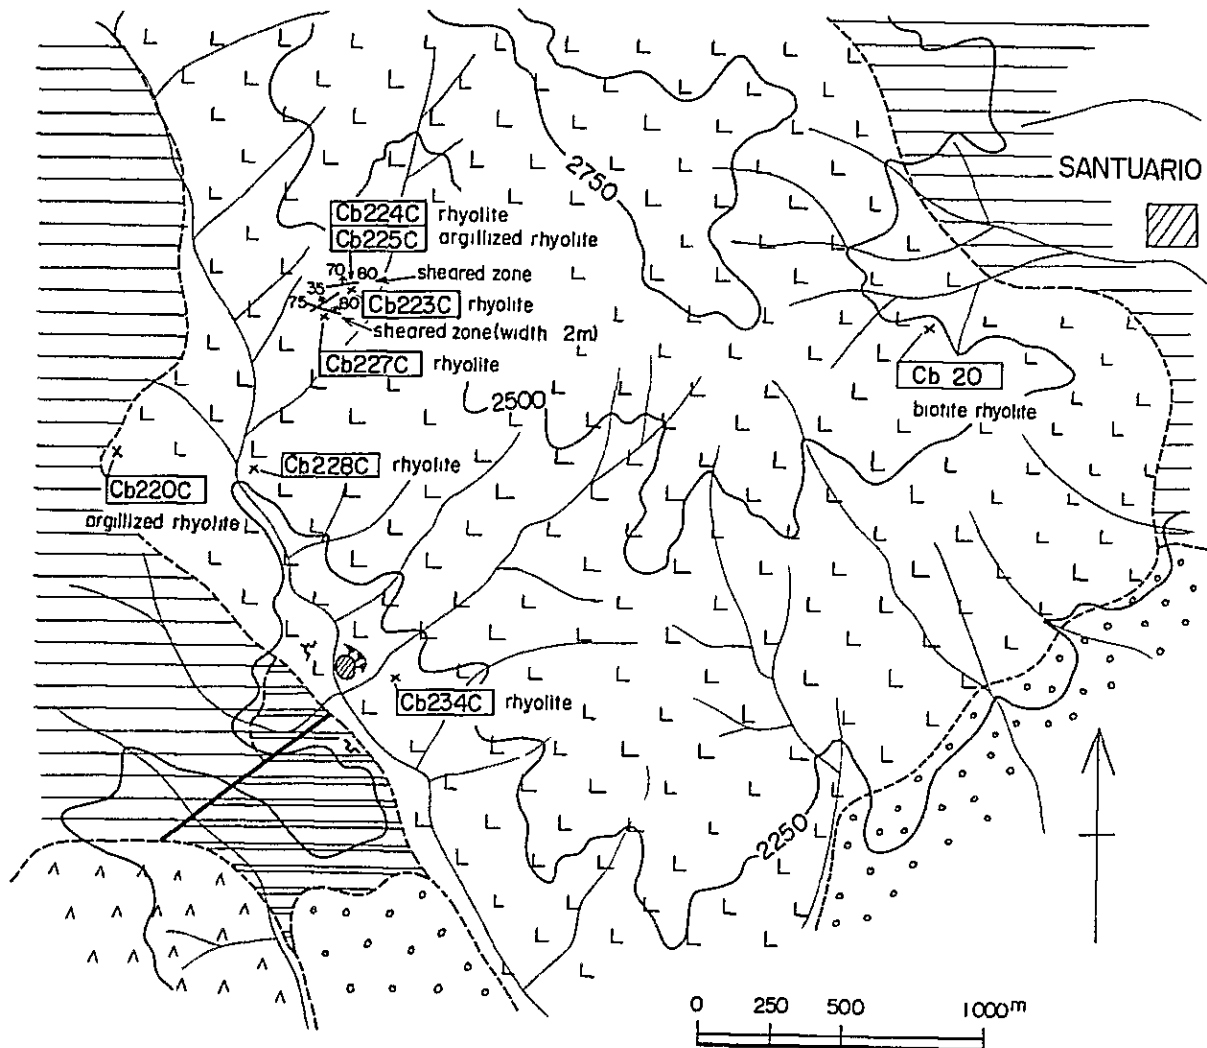 2750
SANTUARIO
Cb224C rhyolite
Cb225C argillized rhyolite
70 80 sheared zone
35
75 80 Cb223C rhyolite
sheared zone(width 2m)
Cb227C rhyolite
Cb 20
biotite rhyolite
2500
Cb228C rhyolite
Cb220C
argillized rhyolite
Cb234C rhyolite
2250
0 250 500 1000m